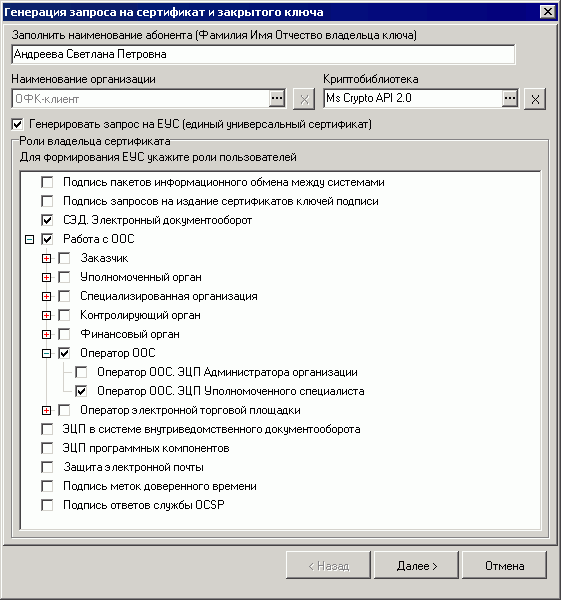 Генерация запроса на сертификат и закрытого ключа
Заполнить наименование абонента (Фамилия Имя Отчество владельца ключа)
Андреева Светлана Петровна
Наименование организации Криптобиблиотека
ОФК-клиент ... X Ms Crypto API 2.0 ... X
Генерировать запрос на ЕУС (единый универсальный сертификат)
Роли владельца сертификата
Для формирования ЕУС укажите роли пользователей
Подпись пакетов информационного обмена между системами
Подпись запросов на издание сертификатов ключей подписи
СЭД. Электронный документооборот
Работа с ООС
Заказчик
Уполномоченный орган
Специализированная организация
Контролирующий орган
Финансовый орган
Оператор ООС
Оператор ООС. ЭЦП Администратора организации
Оператор ООС. ЭЦП Уполномоченного специалиста
Оператор электронной торговой площадки
ЭЦП в системе внутриведомственного документооборота
ЭЦП программных компонентов
Защита электронной почты
Подпись меток доверенного времени
Подпись ответов службы OCSP
< Назад Далее > Отмена